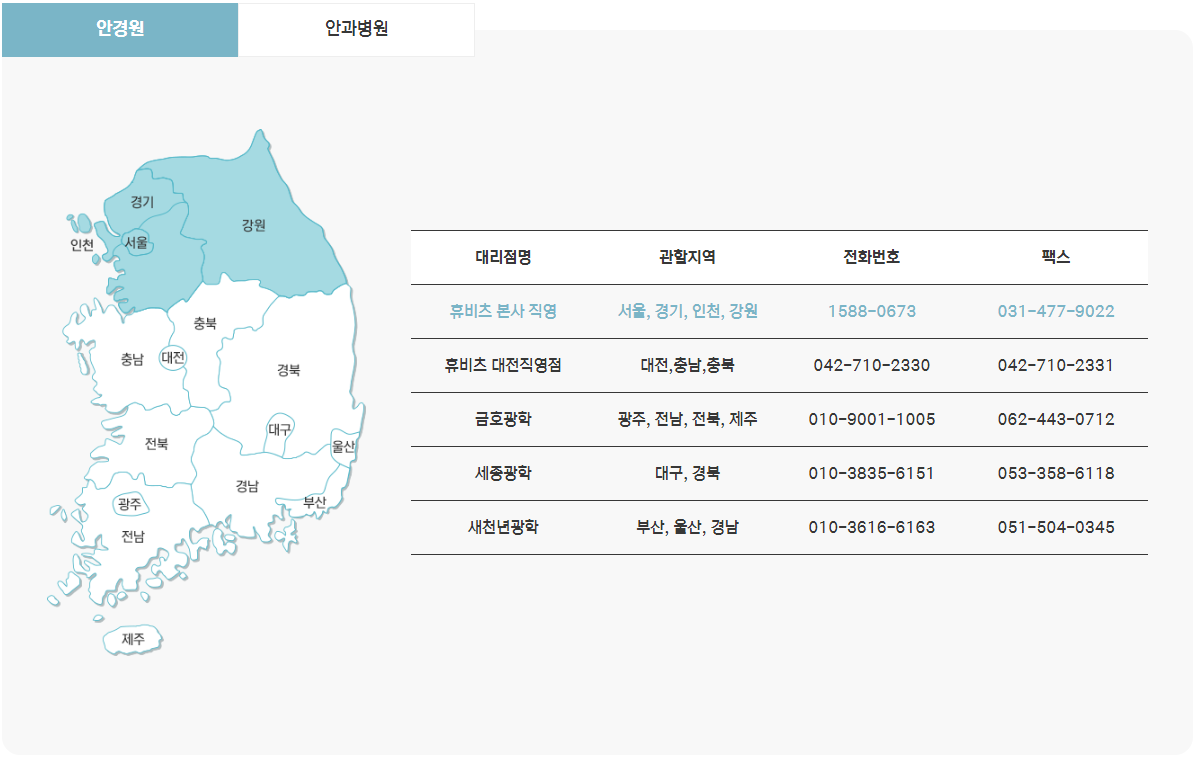 안경원 안과병원
경기
강원
인천 서울
충북
충남 대전
경북
대구
전북 울산
경남
광주 부산
전남
제주
대리점명 관할지역 전화번호 팩스
휴비츠 본사 직영 서울, 경기, 인천, 강원 1588-0673 031-477-9022
휴비츠 대전직영점 대전,충남,충북 042-710-2330 042-710-2331
금호광학 광주, 전남, 전북, 제주 010-9001-1005 062-443-0712
세종광학 대구, 경북 010-3835-6151 053-358-6118
새천년광학 부산, 울산, 경남 010-3616-6163 051-504-0345